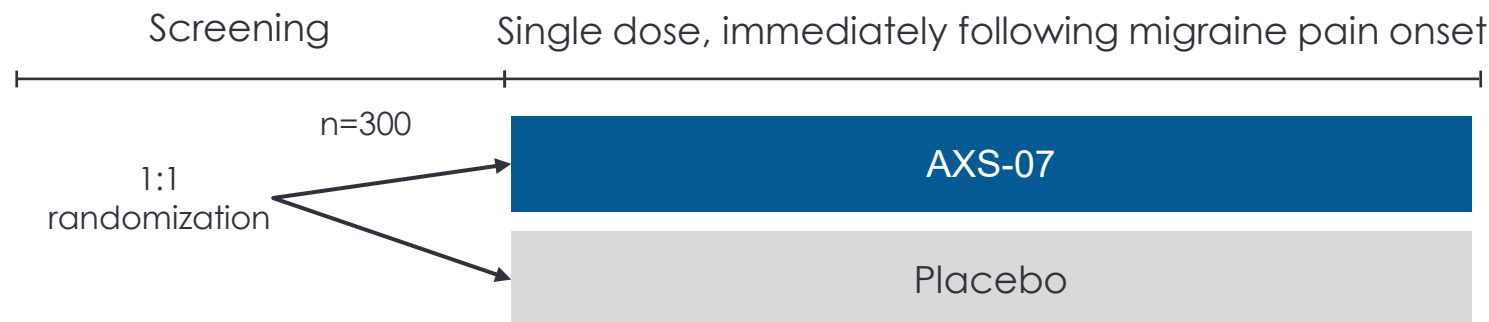 Screening
Single dose, immediately following migraine pain onset
n=300
1:1
randomization
AXS-07
Placebo